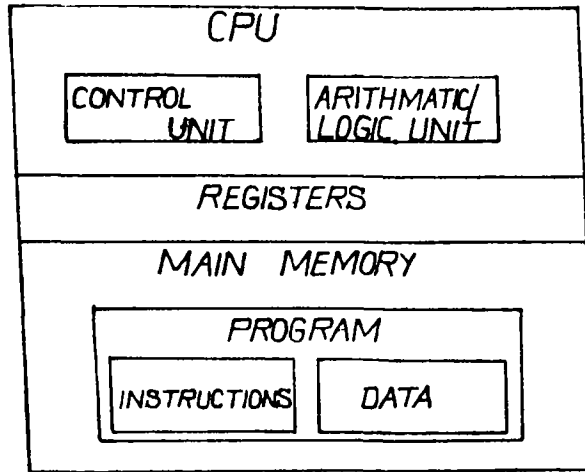 CPU
CONTROL
UNIT
ARITHMATIC/
LOGIC UNIT
REGISTERS
MAIN MEMORY
PROGRAM
INSTRUCTIONS
DATA